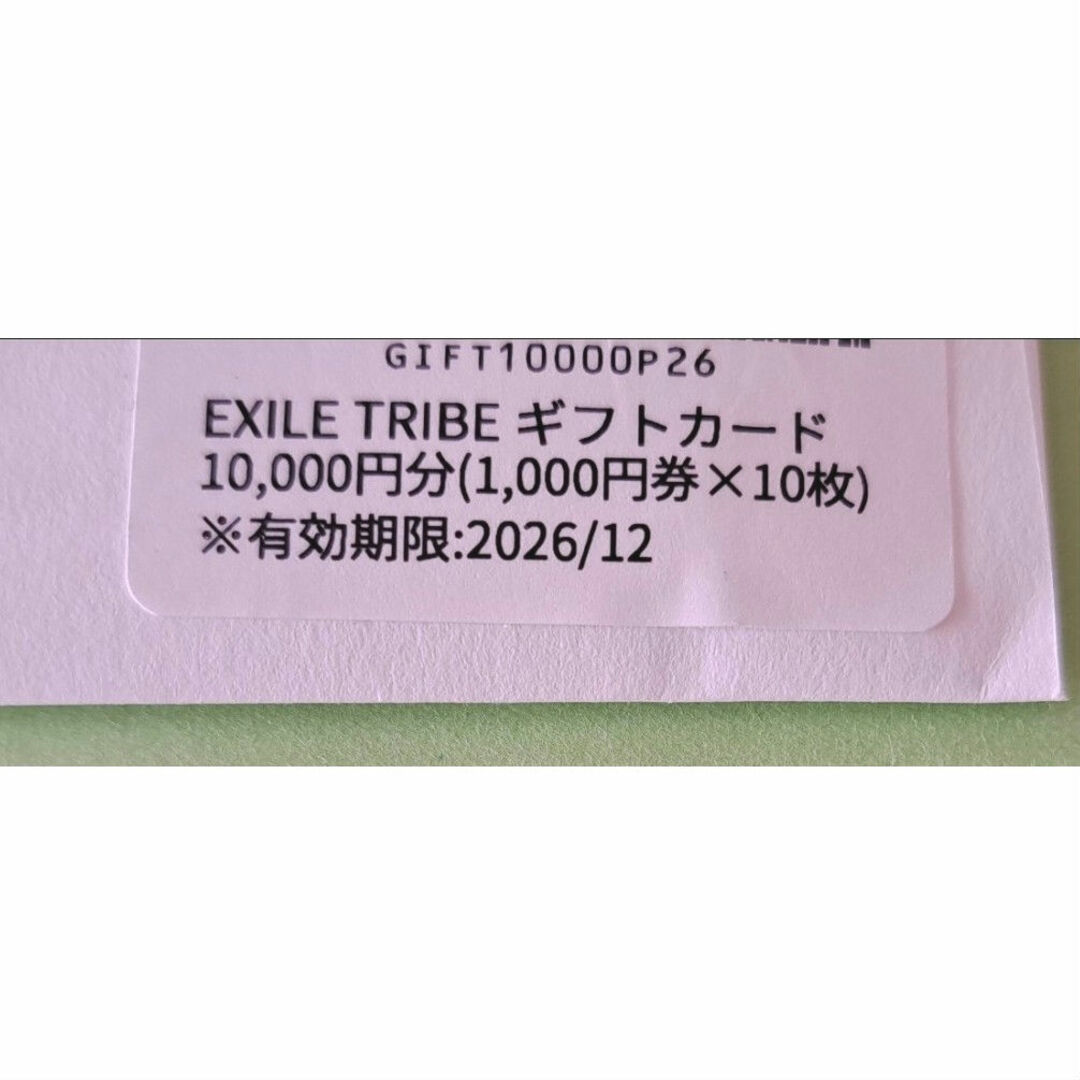 GIFT10000P26
EXILE TRIBE ギフトカード
10,000円分(1,000円券×10枚)
※有効期限:2026/12